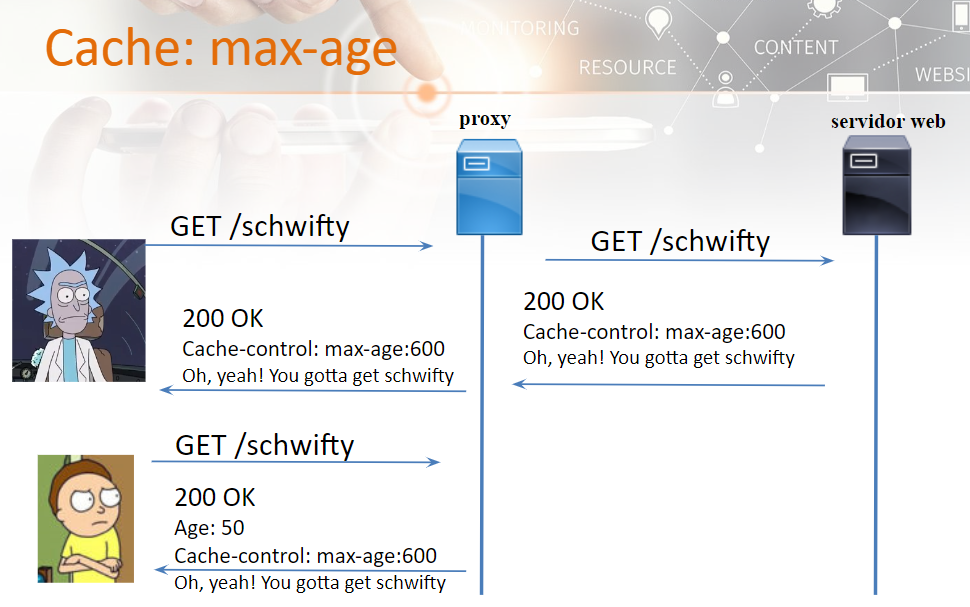 MONITORING
Cache: max-age
CONTENT
RESOURCE
WEBSI
proxy
servidor web
GET /schwifty
GET /schwifty
200 OK
Cache-control: max-age:600
Oh, yeah! You gotta get schwifty
200 OK
Cache-control: max-age:600
Oh, yeah! You gotta get schwifty
GET /schwifty
200 OK
Age: 50
Cache-control: max-age:600
Oh, yeah! You gotta get schwifty